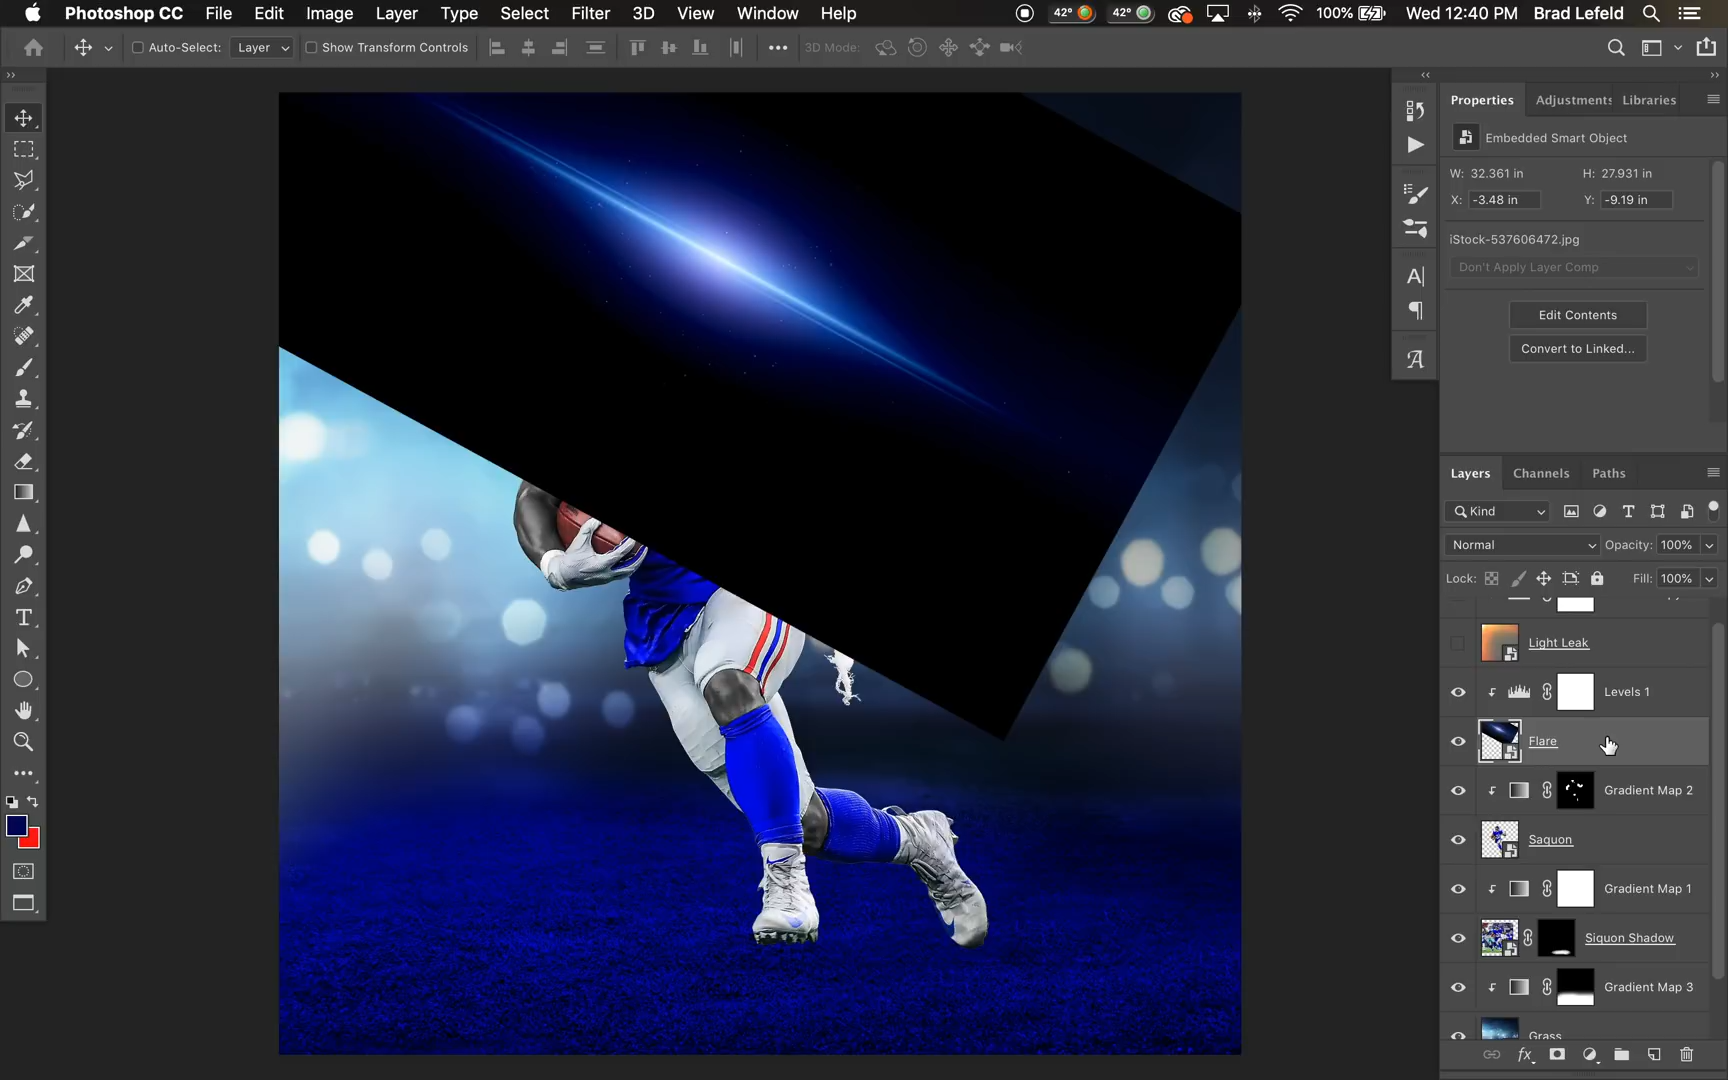 Photoshop CC File Edit Image Layer Type Select Filter 3D View Window Help 42° 42° 100% Wed 12:40 PM Brad Lefeld
Auto-Select: Layer Show Transform Controls 3D Mode:
Properties Adjustments Libraries
Embedded Smart Object
W: 32.361 in H: 27.931 in
X: -3.48 in Y: -9.19 in
iStock-537606472.jpg
Don't Apply Layer Comp
Edit Contents
Convert to Linked...
Layers Channels Paths
Kind
Normal Opacity: 100%
Lock: Fill: 100%
Light Leak
Levels 1
Flare
Gradient Map 2
Saquon
Gradient Map 1
Siquon Shadow
Gradient Map 3
Grass